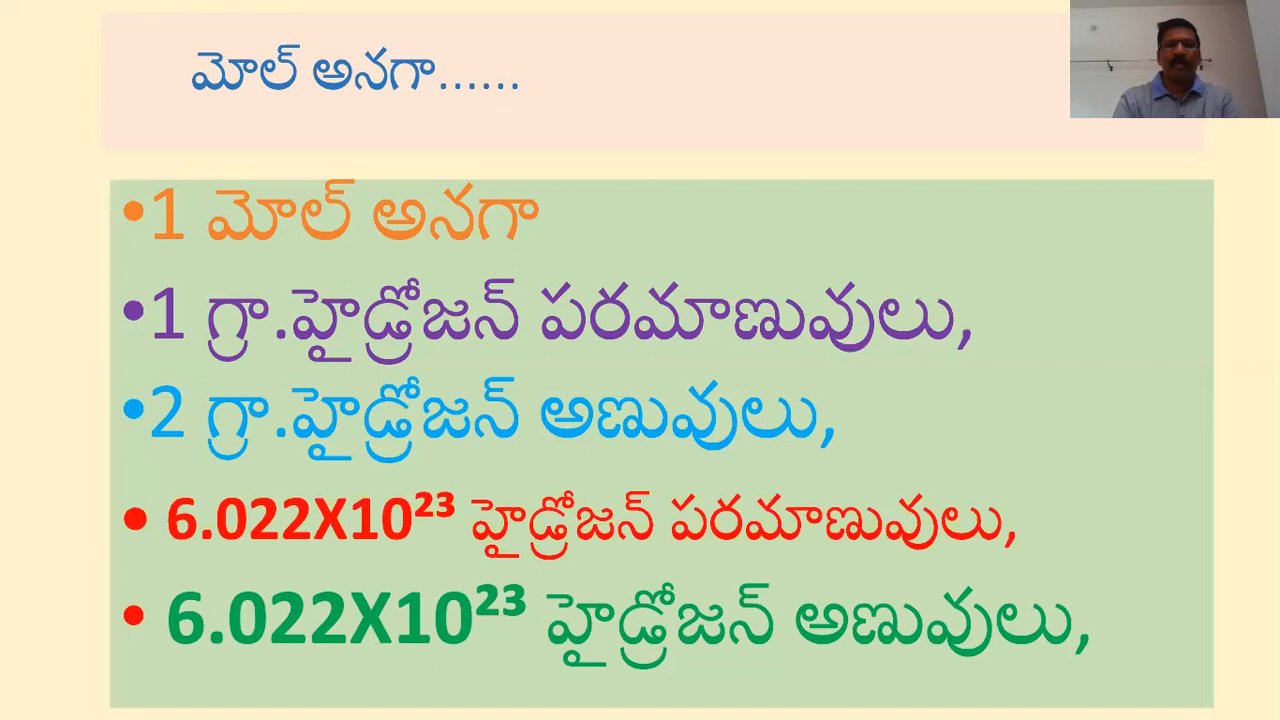 మోల్ అనగా......
•1 మోల్ అనగా
•1 గ్రా.హైడ్రోజన్ పరమాణువులు,
•2 గ్రా.హైడ్రోజన్ అణువులు,
• 6.022X10²³ హైడ్రోజన్ పరమాణువులు,
• 6.022X10²³ హైడ్రోజన్ అణువులు,